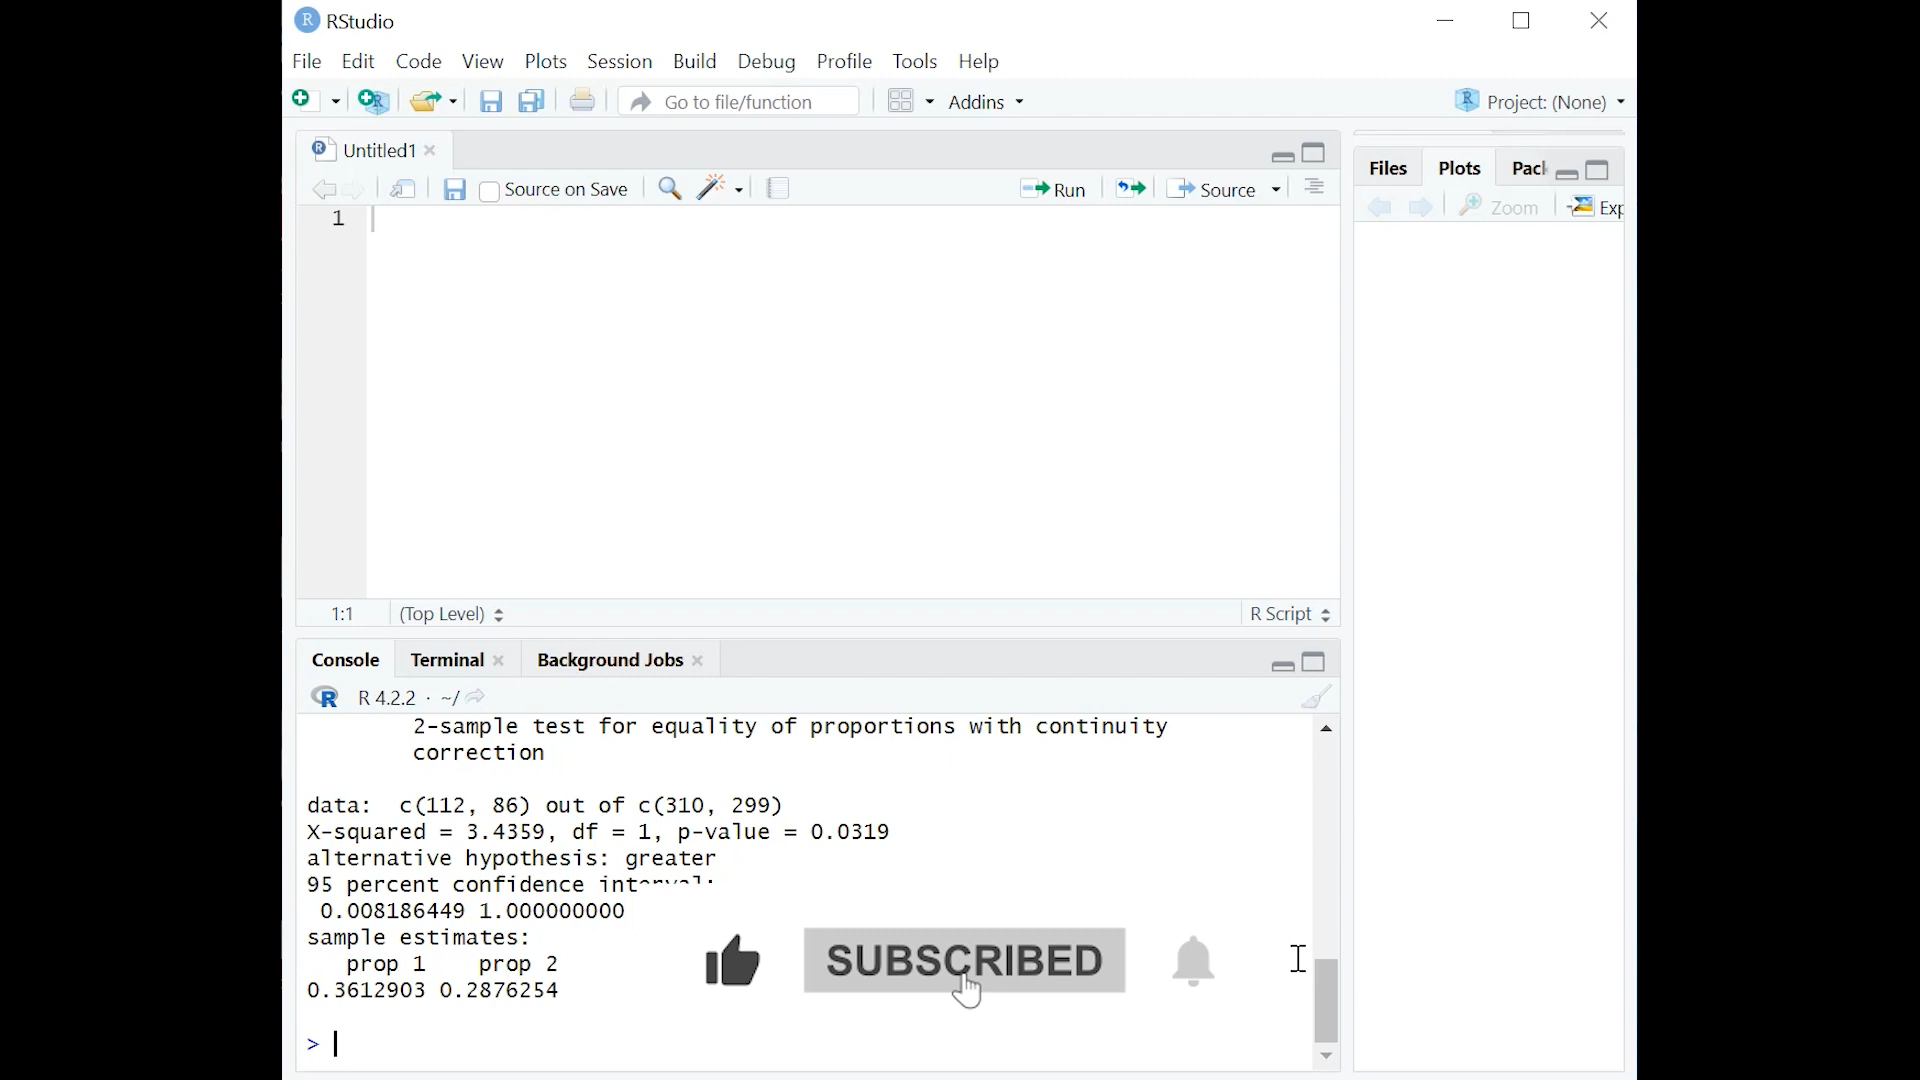 RStudio
File Edit Code View Plots Session Build Debug Profile Tools Help
Go to file/function Addins Project: (None)
Untitled1
Files Plots Pack
Source on Save Run Source
Zoom Exp
1
1:1 (Top Level) R Script
Console Terminal Background Jobs
R 4.2.2 · ~/
2-sample test for equality of proportions with continuity
correction
data:  c(112, 86) out of c(310, 299)
X-squared = 3.4359, df = 1, p-value = 0.0319
alternative hypothesis: greater
95 percent confidence interval:
0.008186449 1.000000000
sample estimates:
prop 1 prop 2
0.3612903 0.2876254
SUBSCRIBED
>